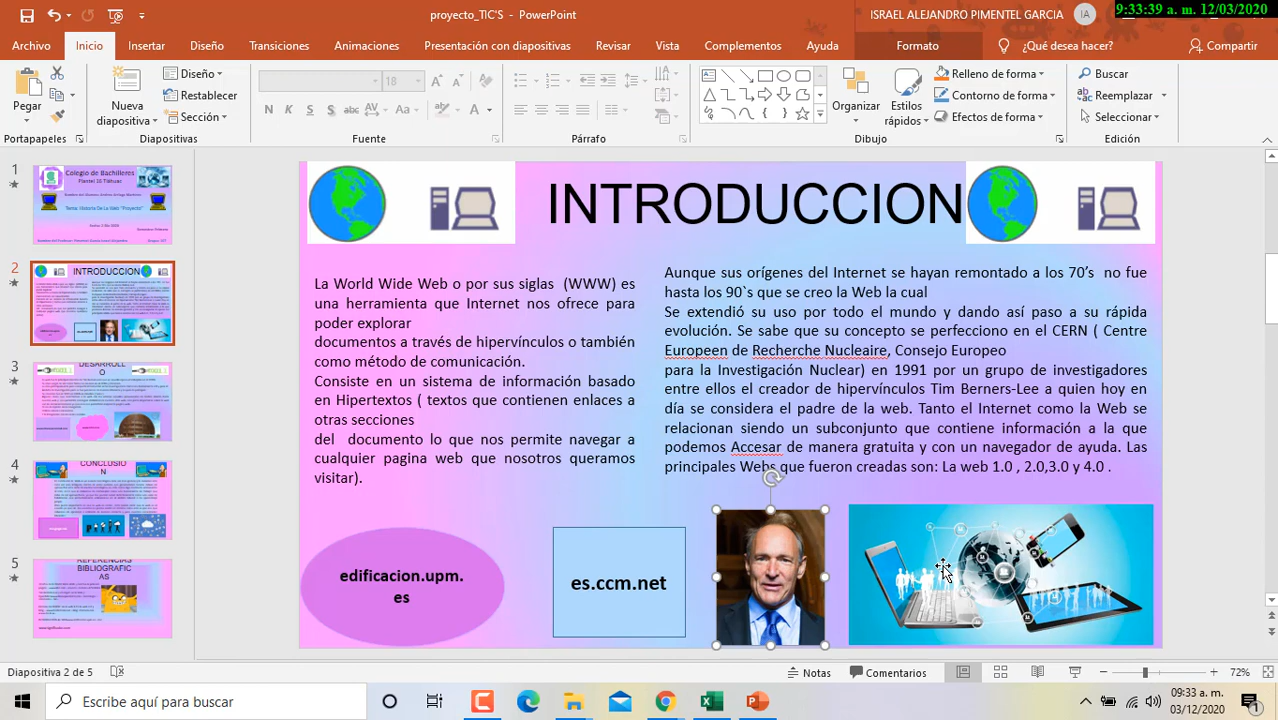 9:33:39 a. m. 12/03/2020
proyecto_TIC'S - PowerPoint
ISRAEL ALEJANDRO PIMENTEL GARCIA
IA
Archivo Inicio Insertar Diseño Transiciones Animaciones Presentación con diapositivas Revisar Vista Complementos Ayuda Formato ¿Qué desea hacer? Compartir
Pegar
Nueva diapositiva
Diseño
Restablecer
Sección
18
N K S S abc AV Aa A
Organizar
Estilos rápidos
Relleno de forma
Contorno de forma
Efectos de forma
Buscar
Reemplazar
Seleccionar
Portapapeles Diapositivas Fuente Párrafo Dibujo Edición
1
Colegio de Bachilleres
2
INTRODUCCION
3
DESARROLL
O
4
CONCLUSIO
N
5
REFERENCIAS
BIBLIOGRAFIC
AS
INTRODUCCION
La World Wide Web o por sus siglas (WWW) es
una herramienta que Internet nos ofrece para
poder explorar
documentos a través de hipervínculos o también
como método de comunicación.
Consiste en un sistema de información basado
en Hipertextos ( textos que contienen enlaces a
otras secciones
del documento lo que nos permite navegar a
cualquier pagina web que nosotros queramos
visitar).
Aunque sus orígenes del Internet se hayan remontado a los 70's no fue
hasta los 90's que se creo la Web la cual
Se extendió su uso por todo el mundo y dando así paso a su rápida
evolución. Se sabe que su concepto se perfecciono en el CERN ( Centre
Europeen de Recherche Nucleaire, Consejo Europeo
para la Investigación Nuclear) en 1991 por un grupo de investigadores
entre ellos el creador de hipervínculos Tim Berners-Lee a quien hoy en
día se considera el padre de la web. Tanto el Internet como la Web se
relacionan siendo un subconjunto que contiene información a la que
podemos Accesar de manera gratuita y con un navegador de ayuda. Las
principales Webs que fueron creadas son: La web 1.0 , 2.0,3.0 y 4.0 .
edificacion.upm.
es
es.ccm.net
Diapositiva 2 de 5
Notas
Comentarios
72%
Escribe aquí para buscar
09:33 a. m.
03/12/2020
1